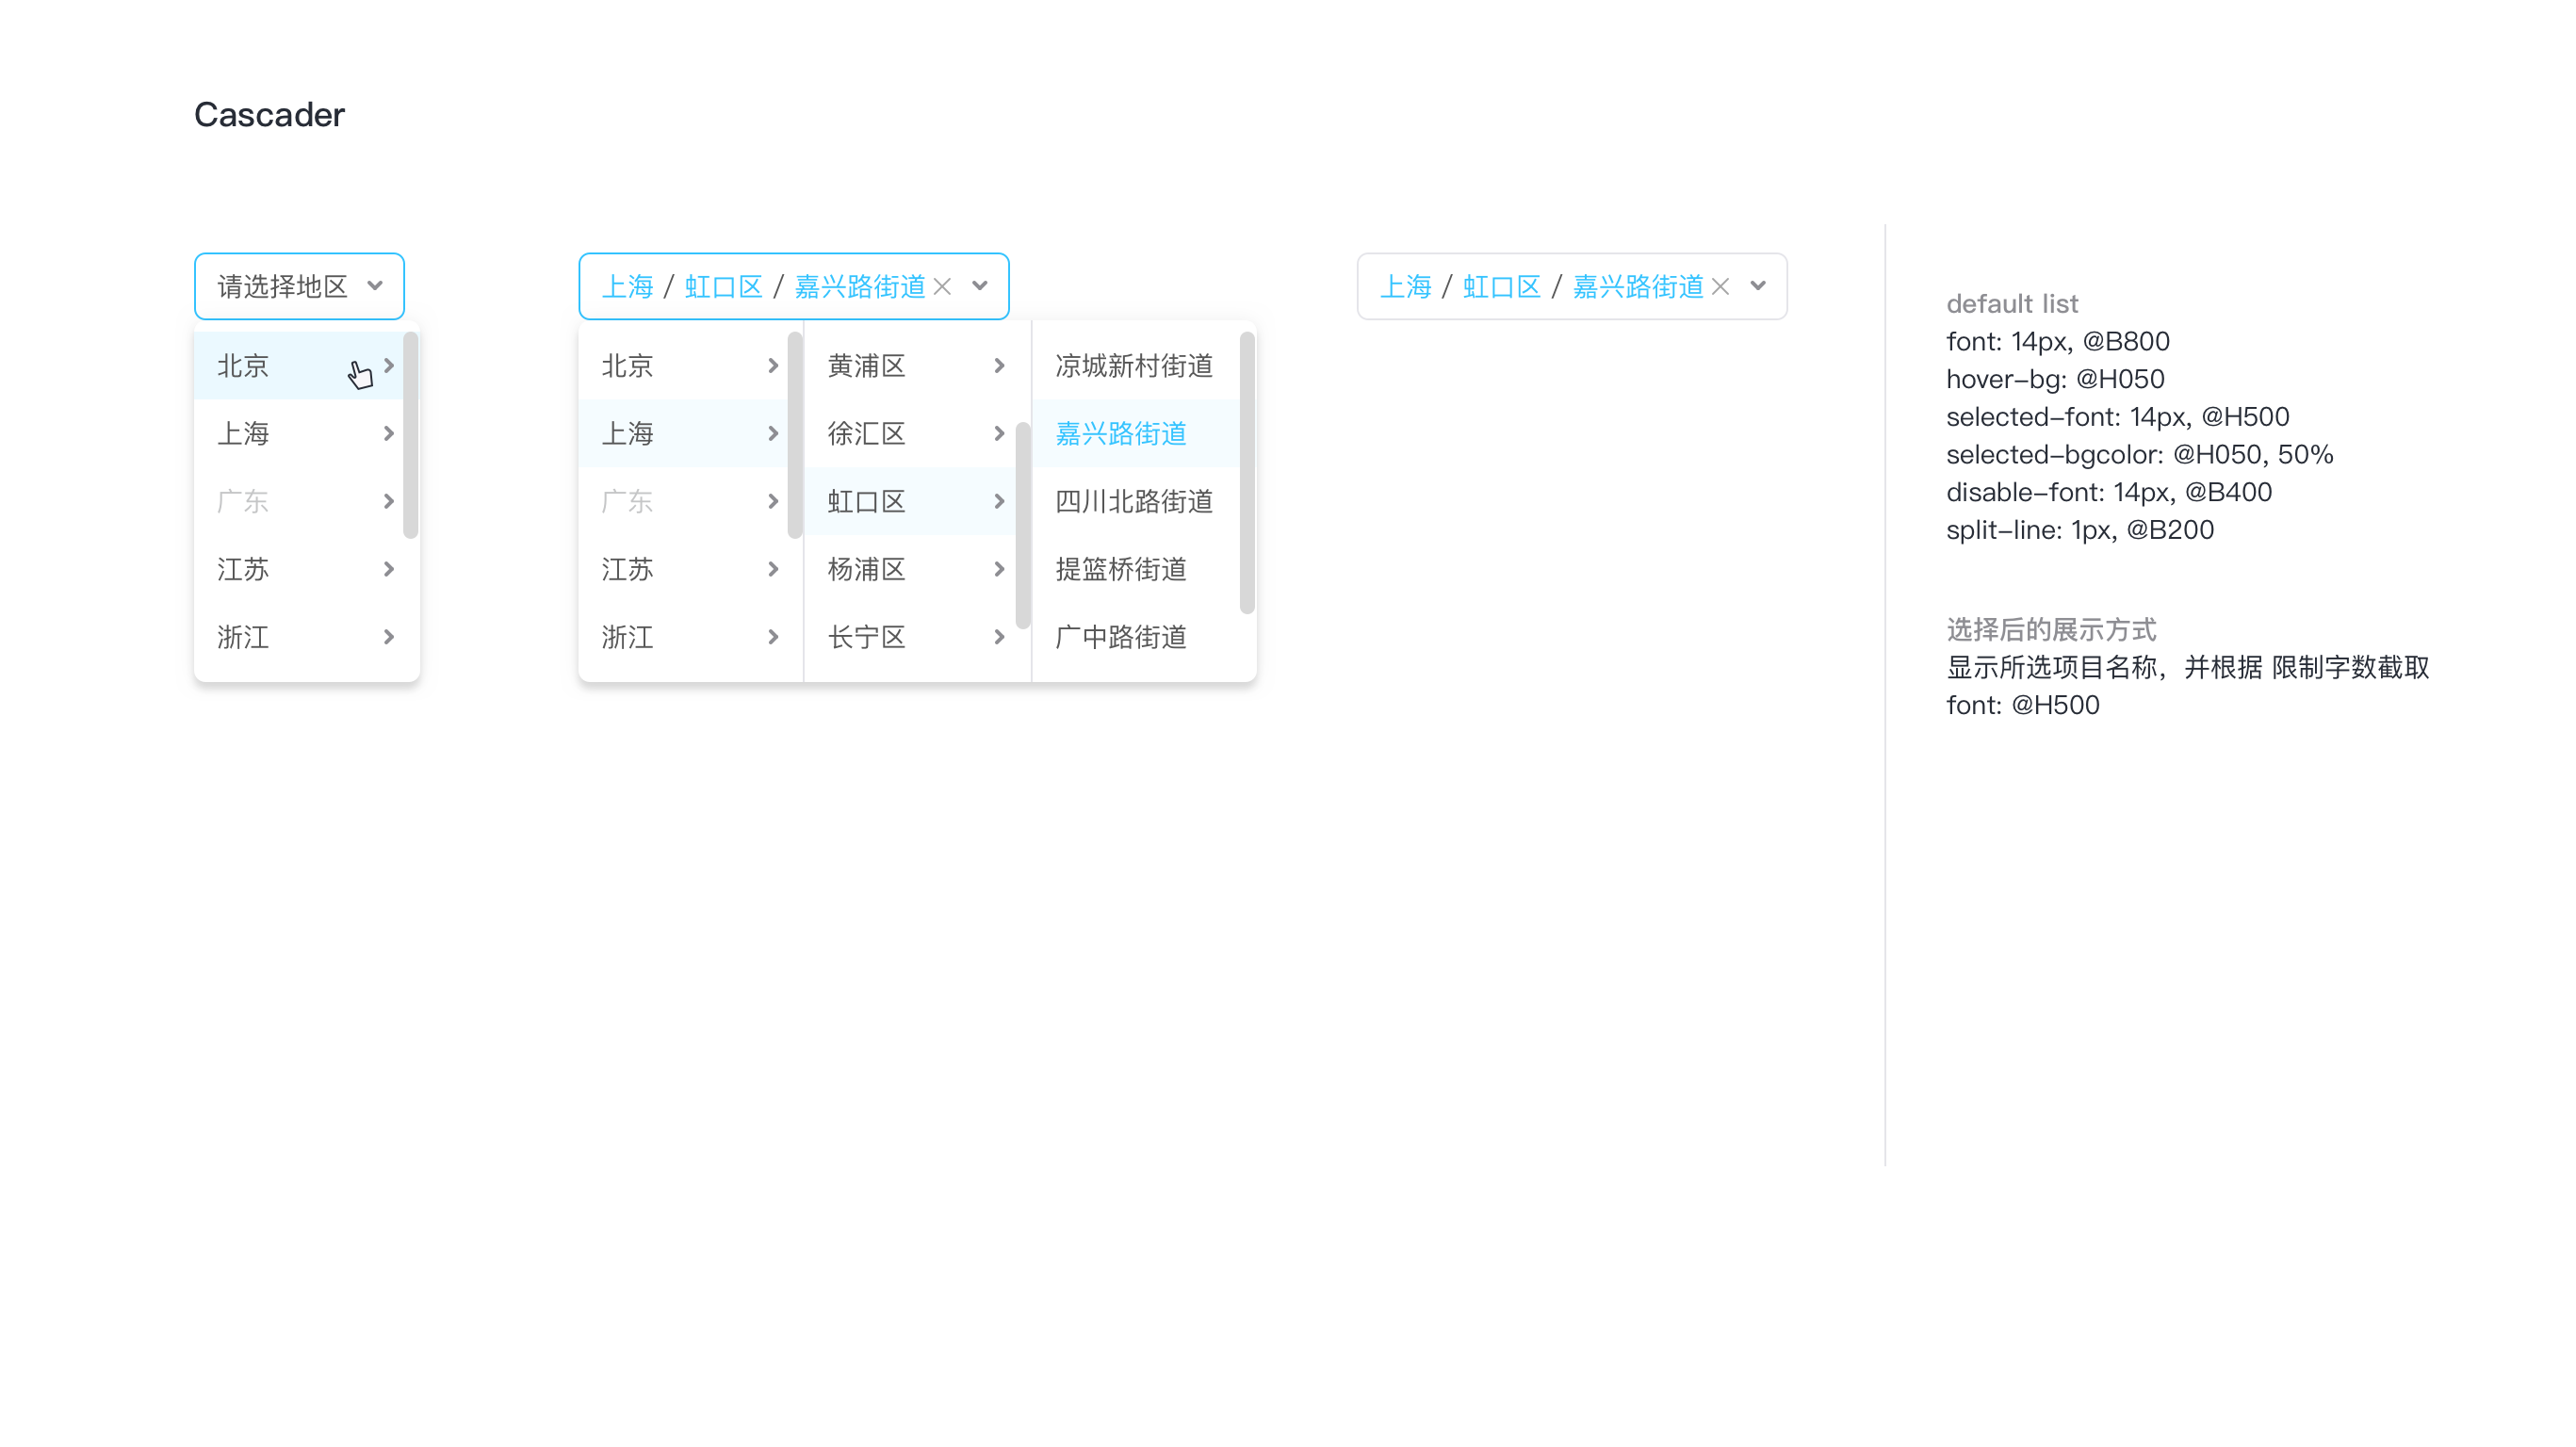 Cascader
请选择地区
北京
上海
广东
江苏
浙江
上海 / 虹口区 / 嘉兴路街道
北京
上海
广东
江苏
浙江
黄浦区
徐汇区
虹口区
杨浦区
长宁区
凉城新村街道
嘉兴路街道
四川北路街道
提篮桥街道
广中路街道
上海 / 虹口区 / 嘉兴路街道
default list
font: 14px, @B800
hover-bg: @H050
selected-font: 14px, @H500
selected-bgcolor: @H050, 50%
disable-font: 14px, @B400
split-line: 1px, @B200
选择后的展示方式
显示所选项目名称，并根据 限制字数截取
font: @H500